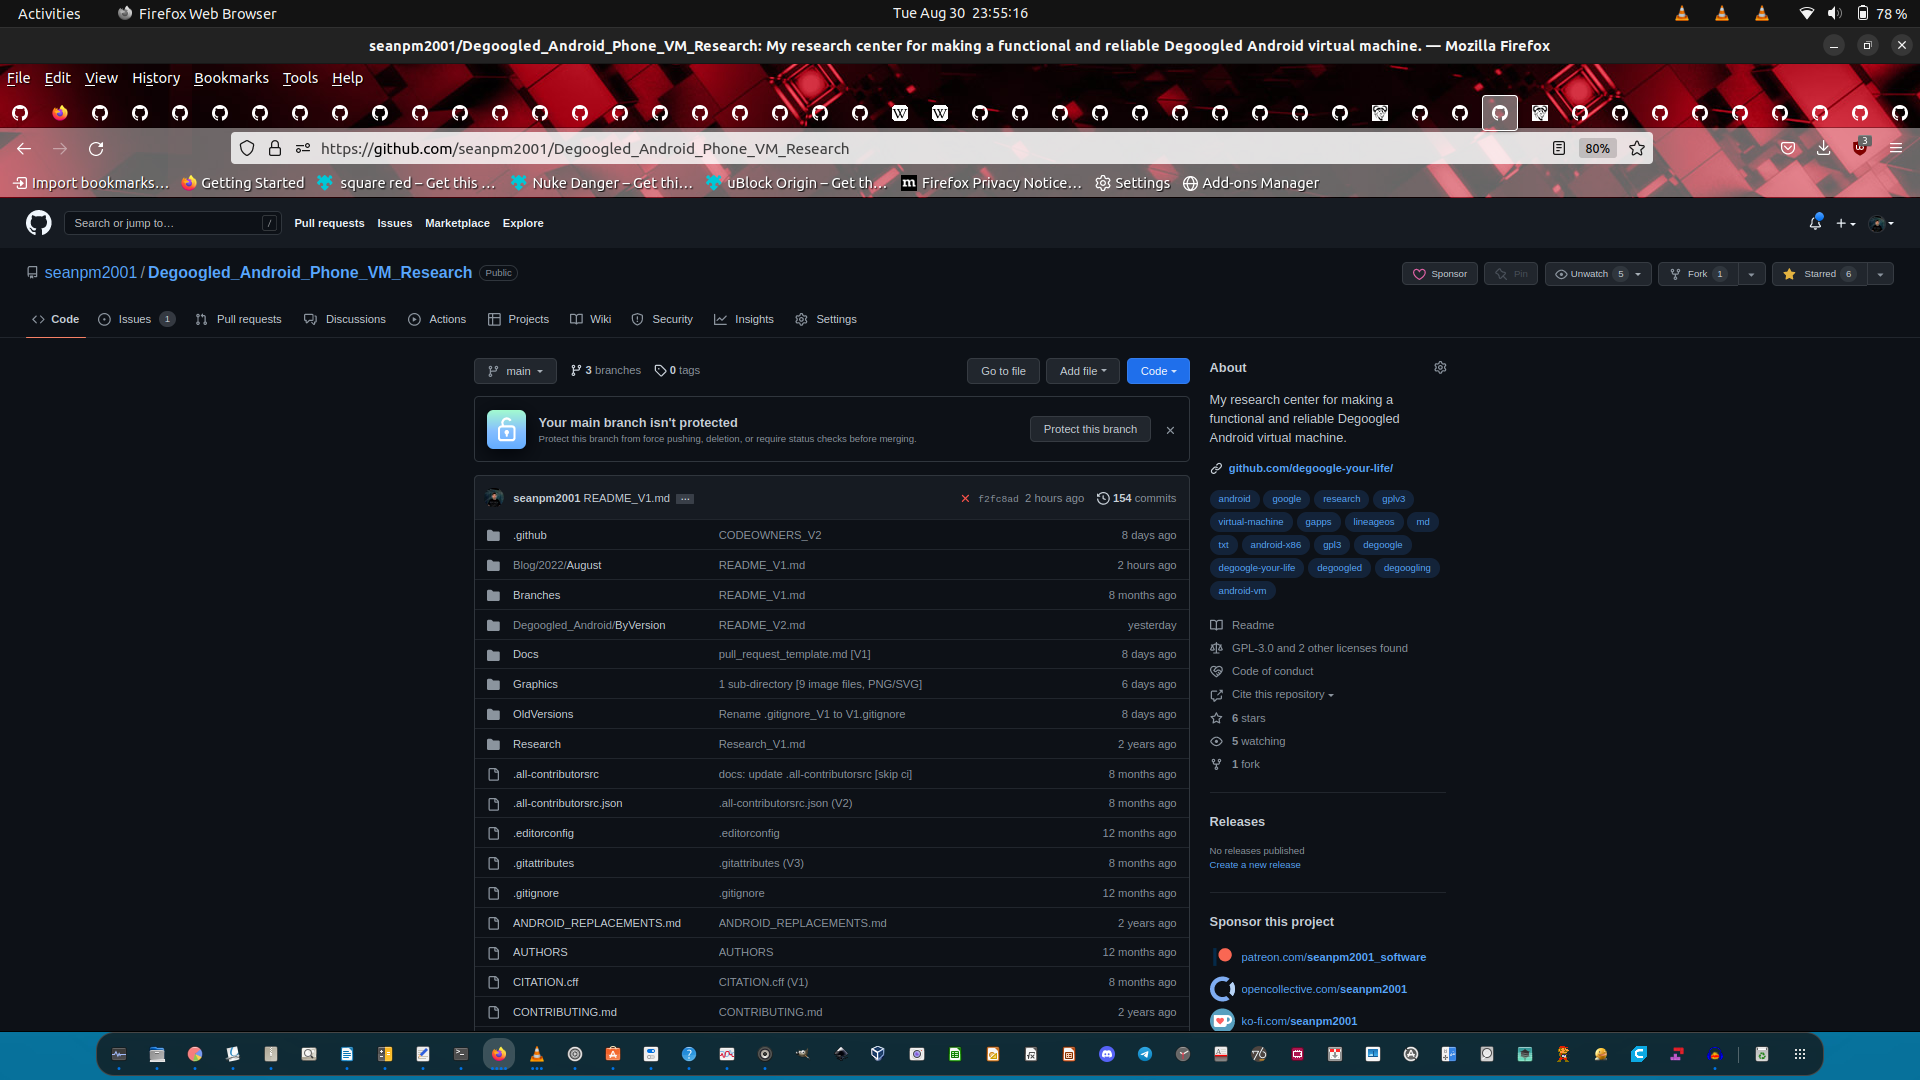 Activities
Firefox Web Browser
Tue Aug 30 23:55:16
78 %
seanpm2001/Degoogled_Android_Phone_VM_Research: My research center for making a functional and reliable Degoogled Android virtual machine. — Mozilla Firefox
File Edit View History Bookmarks Tools Help
https://github.com/seanpm2001/Degoogled_Android_Phone_VM_Research
80%
3
Import bookmarks…
Getting Started
square red – Get this …
Nuke Danger – Get thi…
uBlock Origin – Get th…
Firefox Privacy Notice…
Settings
Add-ons Manager
Search or jump to…
/
Pull requests
Issues
Marketplace
Explore
seanpm2001 / Degoogled_Android_Phone_VM_Research
Public
Sponsor
Pin
Unwatch 5
Fork 1
Starred 6
Code
Issues 1
Pull requests
Discussions
Actions
Projects
Wiki
Security
Insights
Settings
main
3 branches
0 tags
Go to file
Add file
Code
Your main branch isn't protected
Protect this branch from force pushing, deletion, or require status checks before merging.
Protect this branch
seanpm2001 README_V1.md …
f2fc8ad 2 hours ago
154 commits
.github CODEOWNERS_V2 8 days ago
Blog/2022/August README_V1.md 2 hours ago
Branches README_V1.md 8 months ago
Degoogled_Android/ByVersion README_V2.md yesterday
Docs pull_request_template.md [V1] 8 days ago
Graphics 1 sub-directory [9 image files, PNG/SVG] 6 days ago
OldVersions Rename .gitignore_V1 to V1.gitignore 8 days ago
Research Research_V1.md 2 years ago
.all-contributorsrc docs: update .all-contributorsrc [skip ci] 8 months ago
.all-contributorsrc.json .all-contributorsrc.json (V2) 8 months ago
.editorconfig .editorconfig 12 months ago
.gitattributes .gitattributes (V3) 8 months ago
.gitignore .gitignore 12 months ago
ANDROID_REPLACEMENTS.md ANDROID_REPLACEMENTS.md 2 years ago
AUTHORS AUTHORS 12 months ago
CITATION.cff CITATION.cff (V1) 8 months ago
CONTRIBUTING.md CONTRIBUTING.md 2 years ago
About
My research center for making a
functional and reliable Degoogled
Android virtual machine.
github.com/degoogle-your-life/
android google research gplv3
virtual-machine gapps lineageos md
txt android-x86 gpl3 degoogle
degoogle-your-life degoogled degoogling
android-vm
Readme
GPL-3.0 and 2 other licenses found
Code of conduct
Cite this repository
6 stars
5 watching
1 fork
Releases
No releases published
Create a new release
Sponsor this project
patreon.com/seanpm2001_software
opencollective.com/seanpm2001
ko-fi.com/seanpm2001